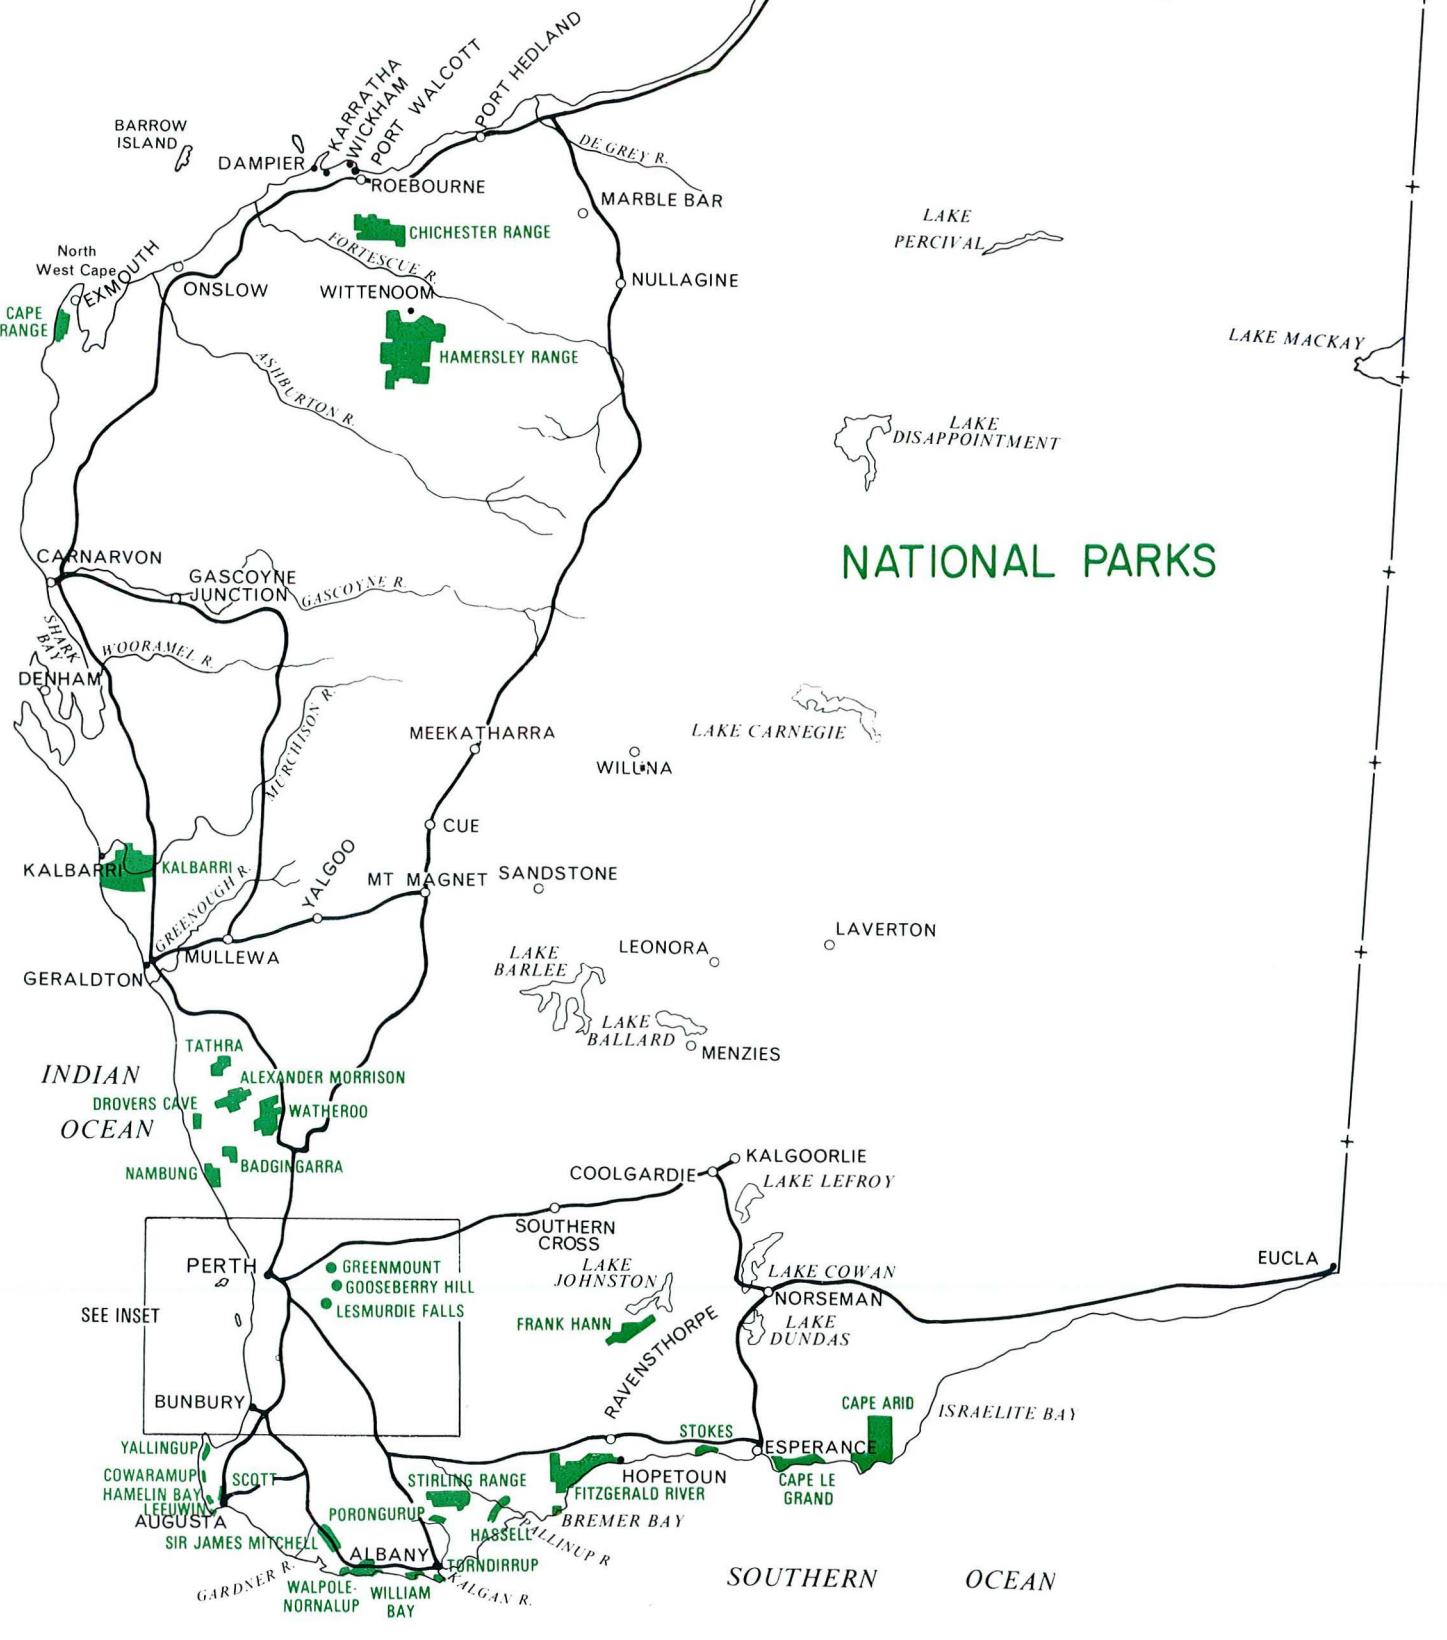 KARRATHA
WICKHAM
PORT WALCOTT
PORT HEDLAND
BARROW
ISLAND
DAMPIER
ROEBOURNE
DE GREY R.
MARBLE BAR
CHICHESTER RANGE
FORTESCUE R.
LAKE
PERCIVAL
North
West Cape
EXMOUTH
ONSLOW
WITTENOOM
NULLAGINE
CAPE
RANGE
HAMERSLEY RANGE
LAKE MACKAY
ASHBURTON R.
LAKE
DISAPPOINTMENT
NATIONAL PARKS
CARNARVON
GASCOYNE
JUNCTION
GASCOYNE R.
SHARK
BAY
WOORAMEL R.
DENHAM
MURCHISON R.
MEEKATHARRA
LAKE CARNEGIE
WILUNA
CUE
KALBARRI
KALBARRI
GREENOUGH R.
YALGOO
MT MAGNET
SANDSTONE
MULLEWA
GERALDTON
LAKE
BARLEE
LEONORA
LAVERTON
LAKE
BALLARD
MENZIES
TATHRA
INDIAN
OCEAN
ALEXANDER MORRISON
DROVERS CAVE
WATHEROO
BADGINGARRA
NAMBUNG
KALGOORLIE
COOLGARDIE
LAKE LEFROY
SOUTHERN
CROSS
PERTH
GREENMOUNT
GOOSEBERRY HILL
LESMURDIE FALLS
SEE INSET
LAKE
JOHNSTON
LAKE COWAN
NORSEMAN
EUCLA
FRANK HANN
LAKE
DUNDAS
RAVENSTHORPE
BUNBURY
CAPE ARID
ISRAELITE BAY
YALLINGUP
STOKES
ESPERANCE
COWARAMUP
HAMELIN BAY
LEEUWIN
SCOTT
AUGUSTA
STIRLING RANGE
HOPETOUN
FITZGERALD RIVER
CAPE LE
GRAND
PORONGURUP
HASSELL
BREMER BAY
PALLINUP R
SIR JAMES MITCHELL
ALBANY
TORNDIRRUP
GARDNER R.
WALPOLE-
NORNALUP
WILLIAM
BAY
KALGAN R.
SOUTHERN OCEAN